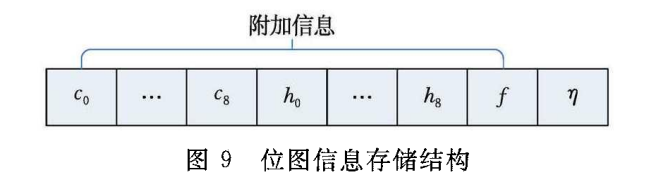 附加信息
c₀ … c₈ h₀ … h₈ f η
图 9 位图信息存储结构